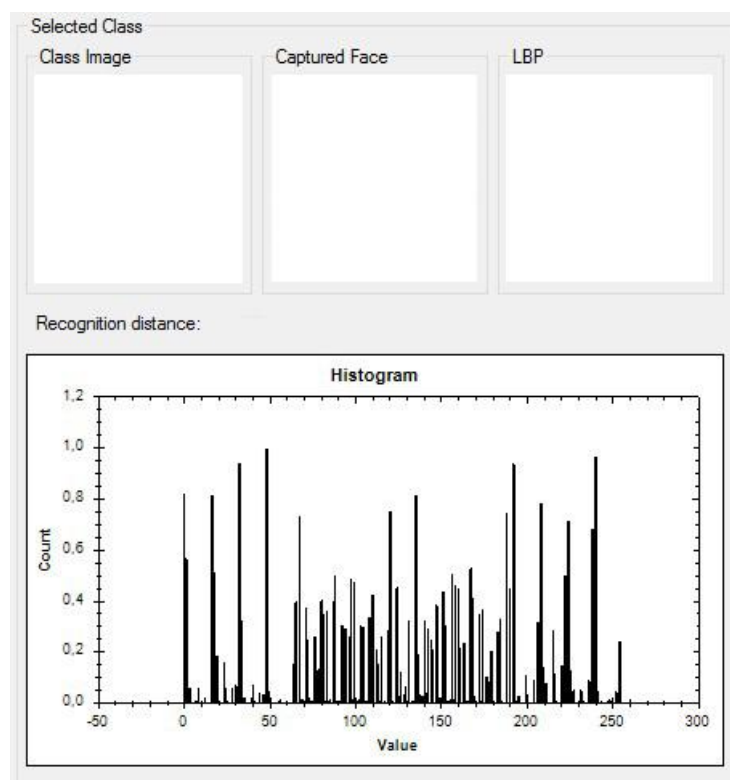 Selected Class
Class Image Captured Face LBP
Recognition distance:
Histogram
1,2
1,0
0,8
0,6
0,4
0,2
0,0
Count
-50 0 50 100 150 200 250 300
Value